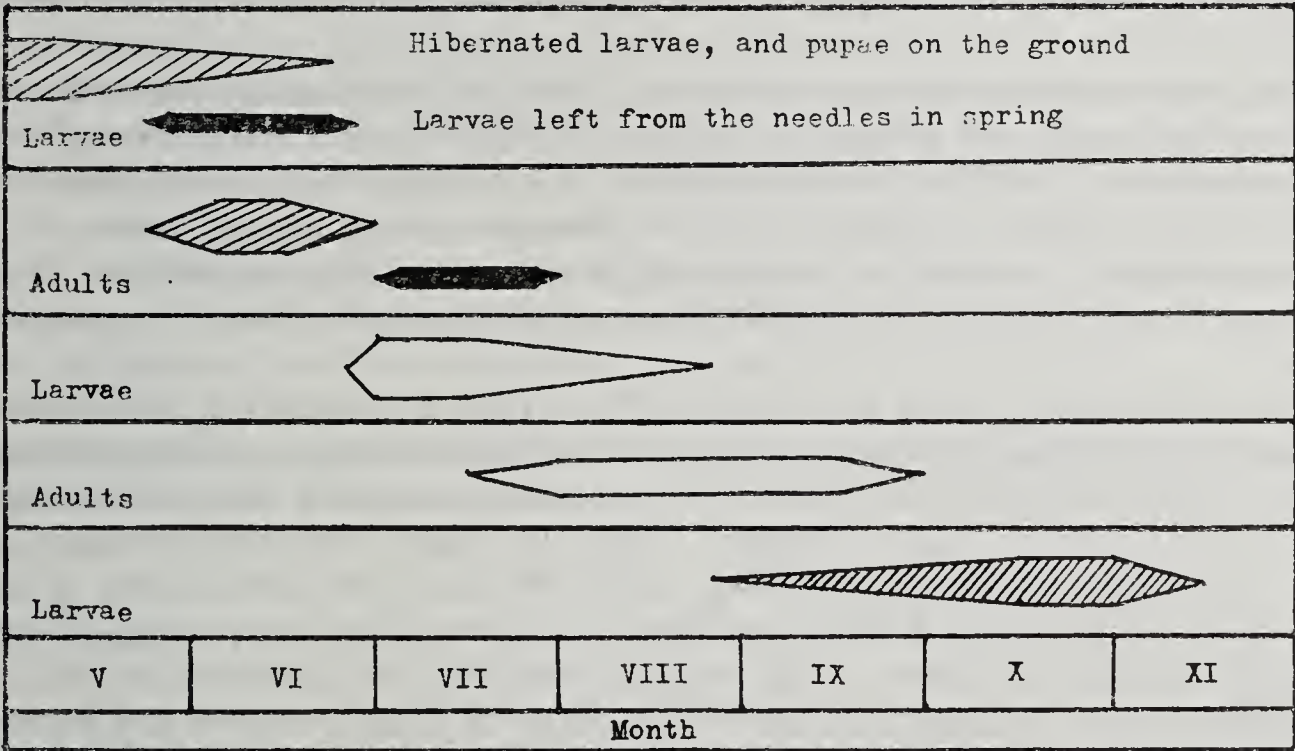 Hibernated larvae, and pupae on the ground
Larvae left from the needles in spring
Larvae
Adults
Larvae
Adults
Larvae
V VI VII VIII IX X XI
Month